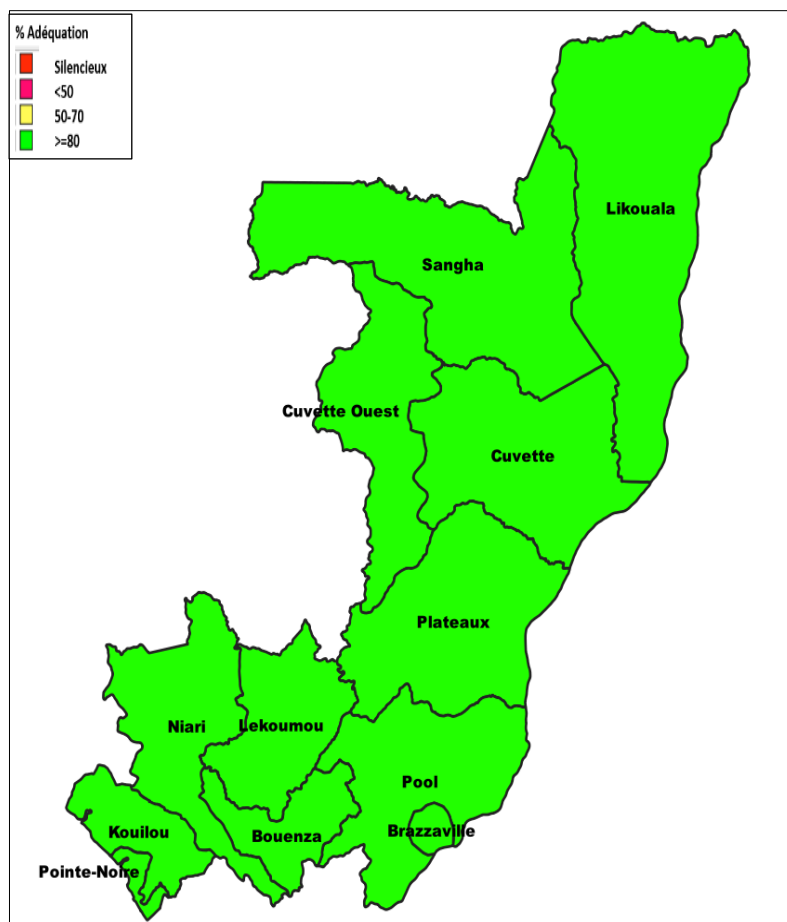 % Adéquation
Silencieux
<50
50-70
>=80
Likouala
Sangha
Cuvette Ouest
Cuvette
Plateaux
Niari
Lekoumou
Pool
Kouilou
Bouenza
Brazzaville
Pointe-Noire